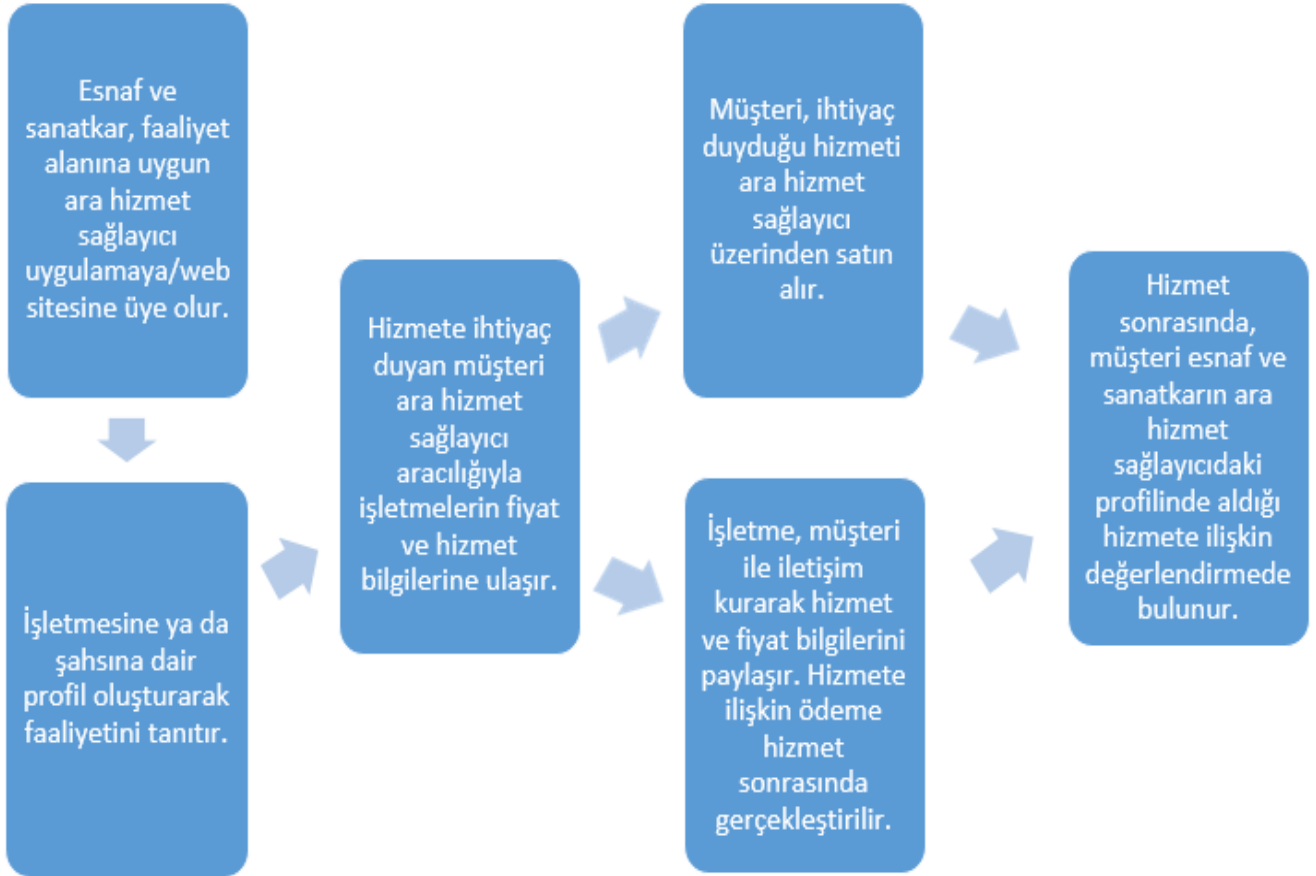 Esnaf ve
sanatkar, faaliyet
alanına uygun
ara hizmet
sağlayıcı
uygulamaya/web
sitesine üye olur.
İşletmesine ya da
şahsına dair
profil oluşturarak
faaliyetini tanıtır.
Hizmete ihtiyaç
duyan müşteri
ara hizmet
sağlayıcı
aracılığıyla
işletmelerin fiyat
ve hizmet
bilgilerine ulaşır.
Müşteri, ihtiyaç
duyduğu hizmeti
ara hizmet
sağlayıcı
üzerinden satın
alır.
İşletme, müşteri
ile iletişim
kurarak hizmet
ve fiyat bilgilerini
paylaşır. Hizmete
ilişkin ödeme
hizmet
sonrasında
gerçekleştirilir.
Hizmet
sonrasında,
müşteri esnaf ve
sanatkarın ara
hizmet
sağlayıcıdaki
profilinde aldığı
hizmete ilişkin
değerlendirmede
bulunur.